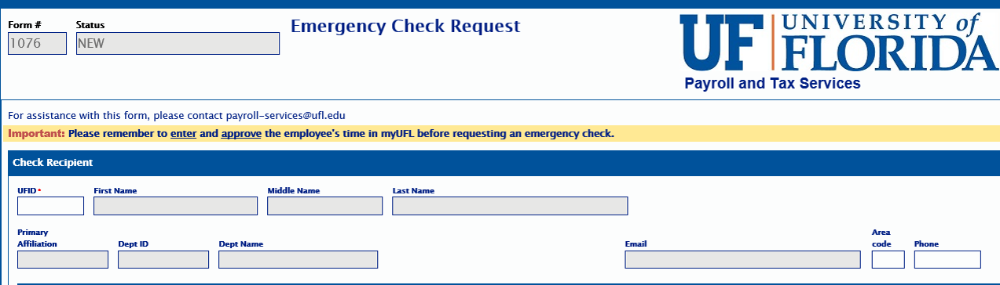 Form #
Status
Emergency Check Request
1076
NEW
UF UNIVERSITY of
FLORIDA
Payroll and Tax Services
For assistance with this form, please contact payroll-services@ufl.edu
Important: Please remember to enter and approve the employee's time in myUFL before requesting an emergency check.
Check Recipient
UFID*
First Name
Middle Name
Last Name
Primary
Affiliation
Dept ID
Dept Name
Email
Area
code
Phone